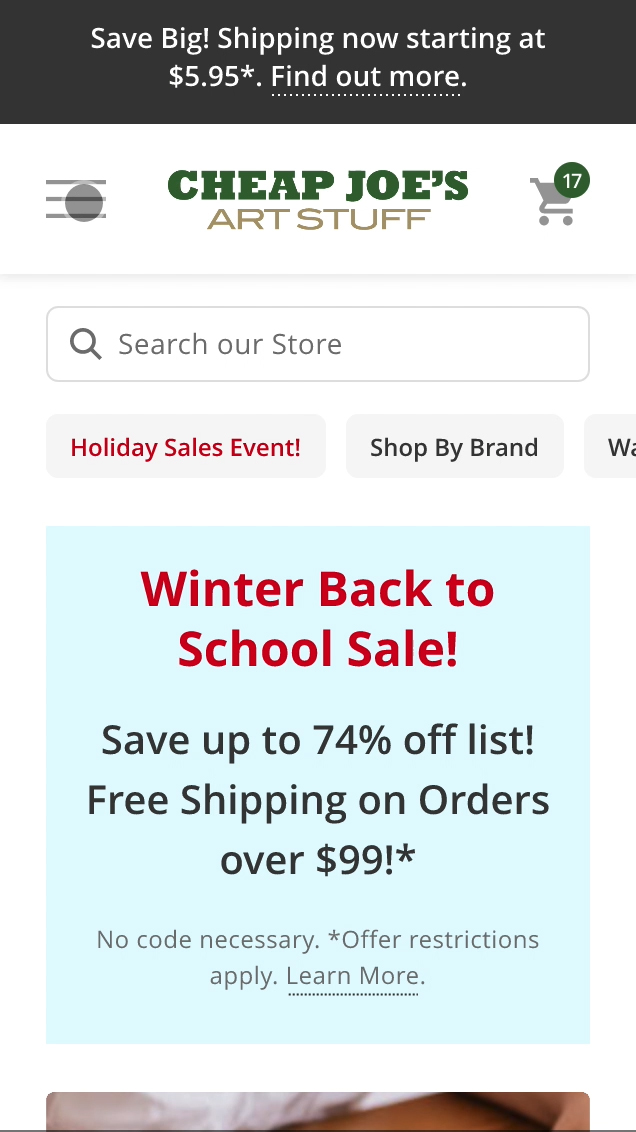 Save Big! Shipping now starting at
$5.95*. Find out more.
17
CHEAP JOE'S
ART STUFF
Search our Store
Holiday Sales Event!
Shop By Brand
Winter Back to
School Sale!
Save up to 74% off list!
Free Shipping on Orders
over $99!*
No code necessary. *Offer restrictions
apply. Learn More.